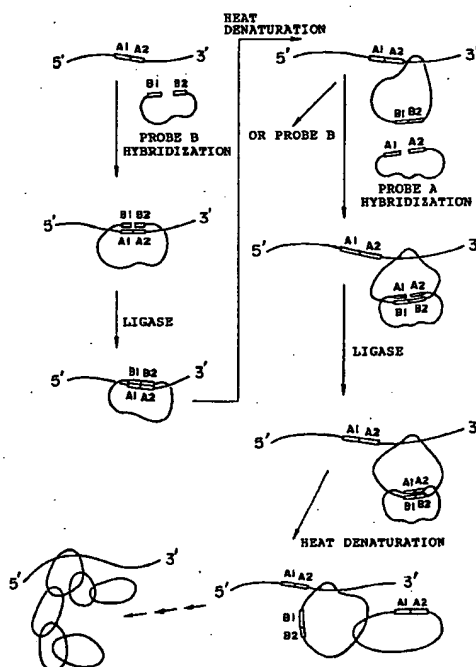 HEAT
DENATURATION
A1 A2
5' 3'
B1 B2
PROBE B
HYBRIDIZATION
B1 B2
5' 3'
A1 A2
LIGASE
B1 B2
5' 3'
A1 A2
A1 A2
5' 3'
B1 B2
OR PROBE B
A1 A2
PROBE A
HYBRIDIZATION
A1 A2
5' 3'
A1 A2
B1 B2
LIGASE
A1 A2
5' 3'
A1 A2
B1 B2
HEAT DENATURATION
A1 A2
5' 3'
A1 A2
B1
B2
5' 3'